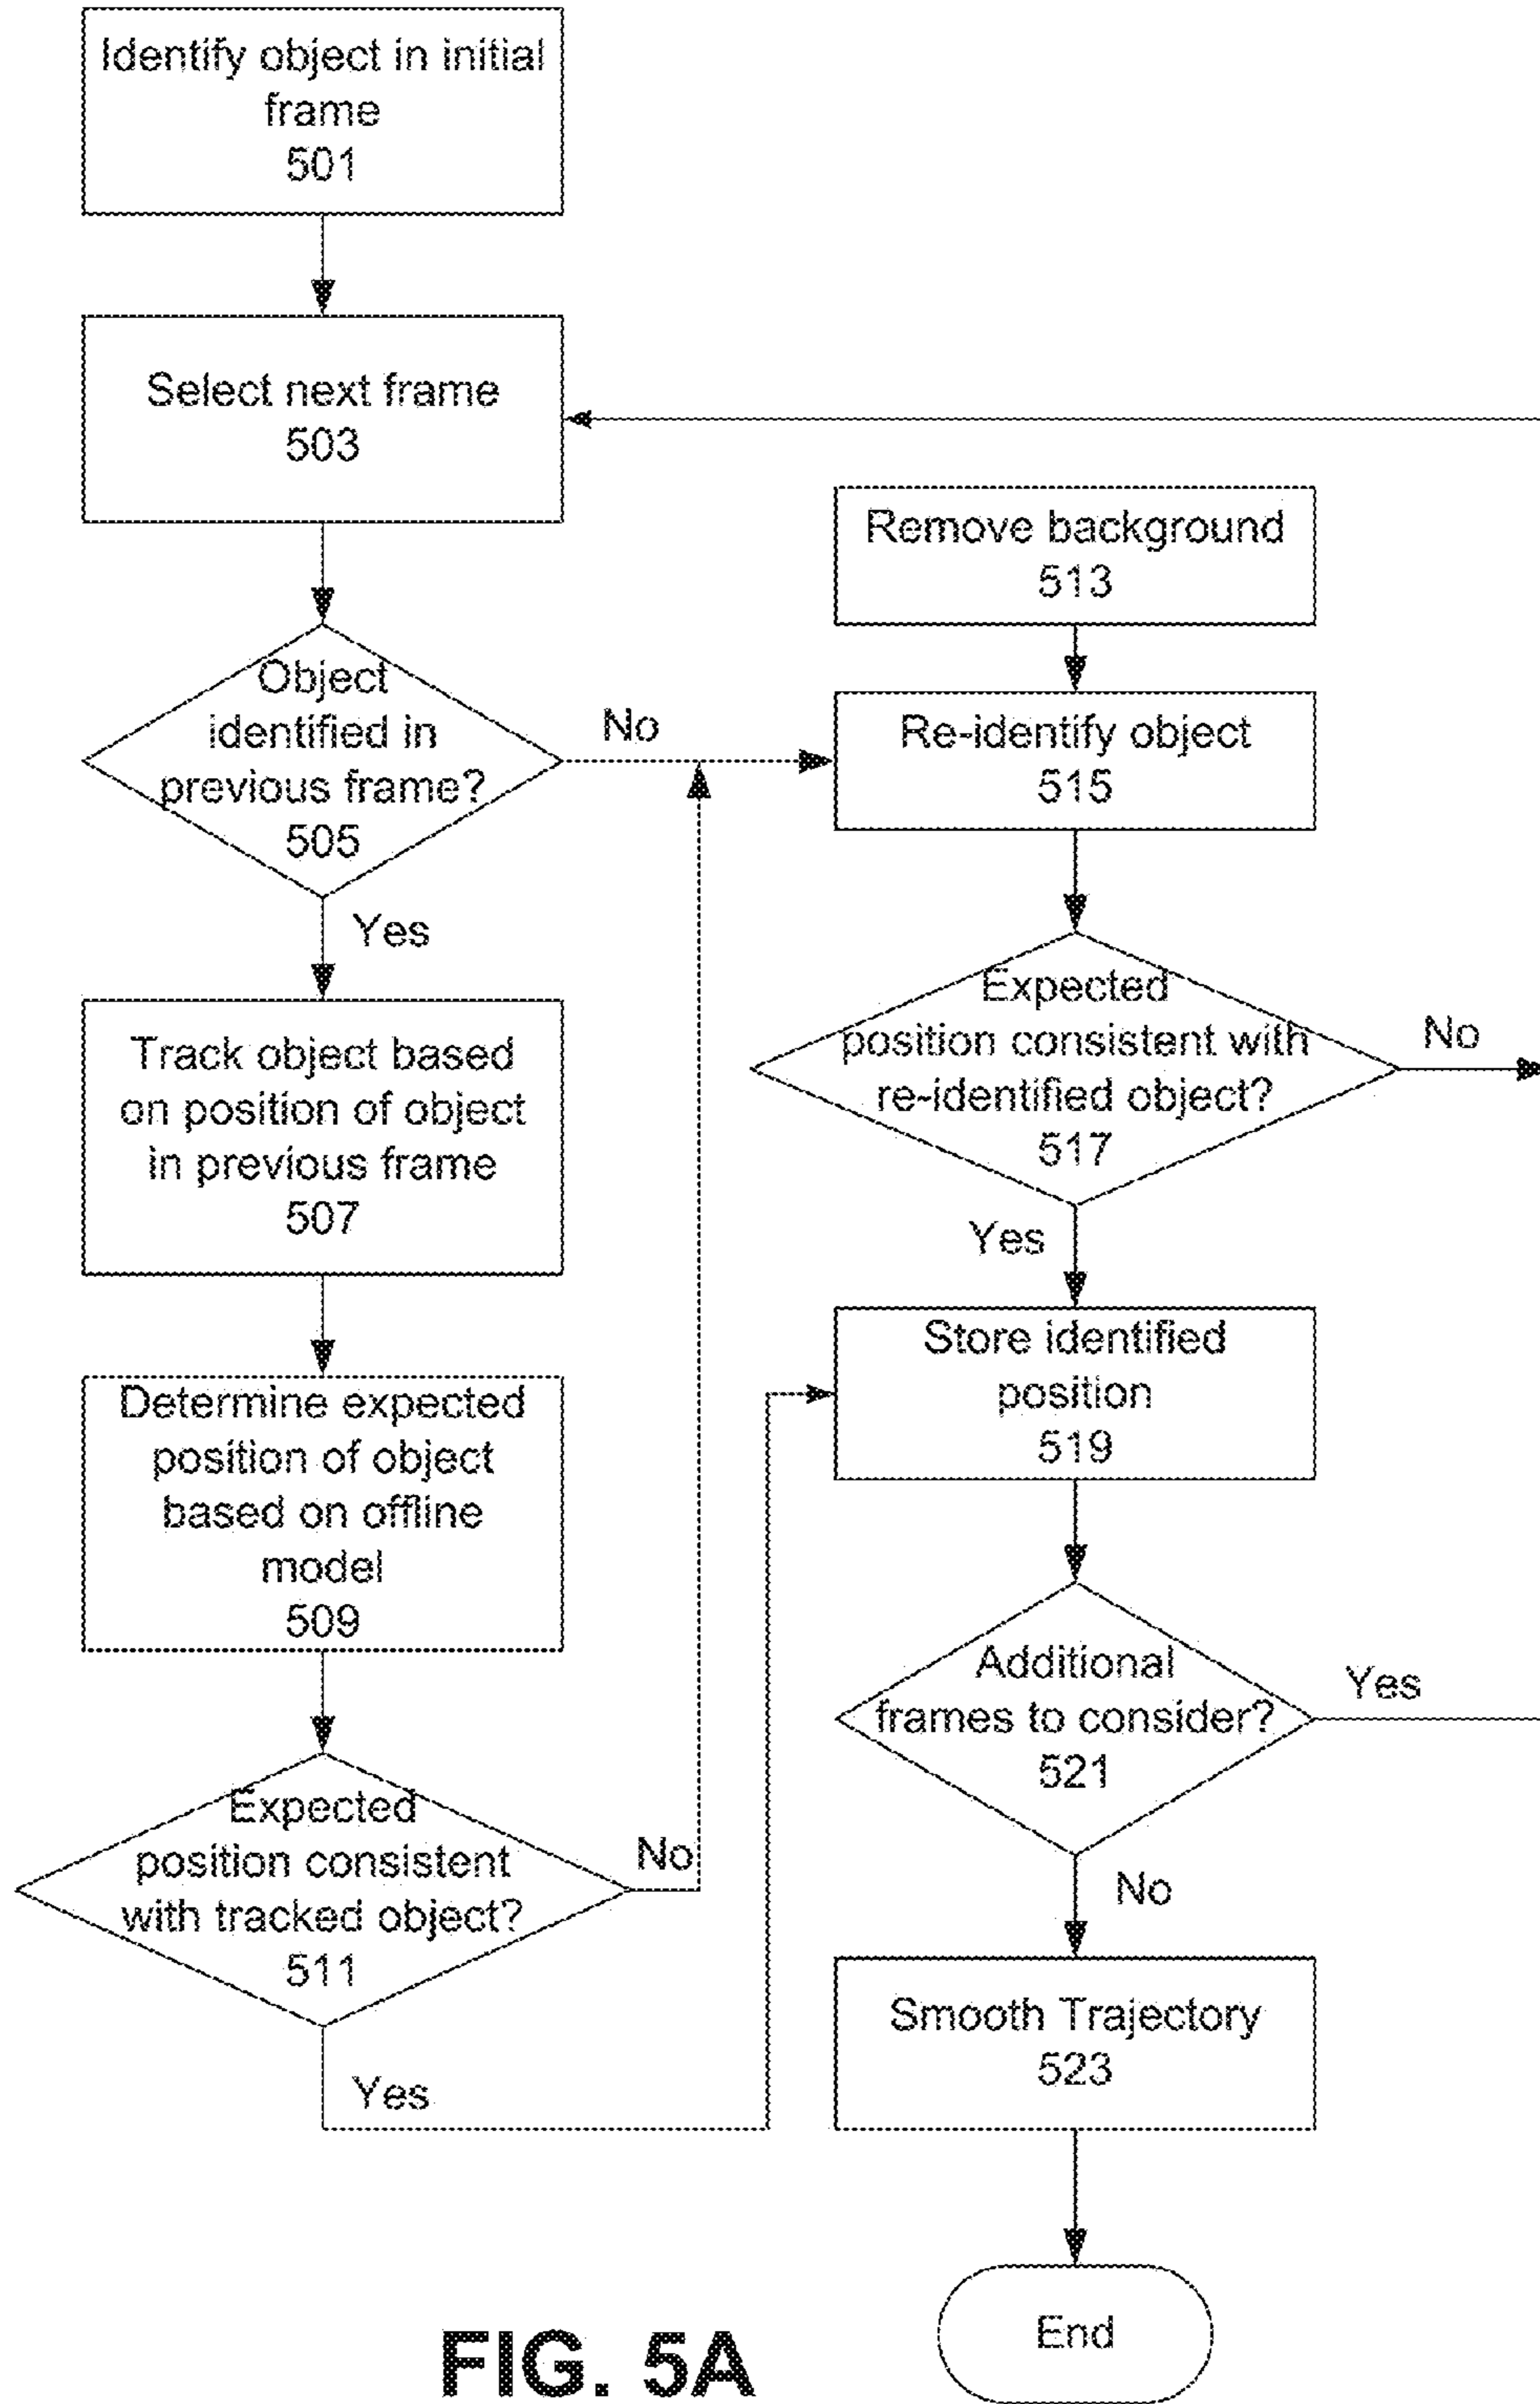 Identify object in initial
frame
501
Select next frame
503
Object
identified in
previous frame?
505
No
Yes
Track object based
on position of object
in previous frame
507
Determine expected
position of object
based on offline
model
509
Expected
position consistent
with tracked object?
511
No
Yes
Remove background
513
Re-identify object
515
Expected
position consistent with
re-identified object?
517
No
Yes
Store identified
position
519
Additional
frames to consider?
521
Yes
No
Smooth Trajectory
523
End
FIG. 5A